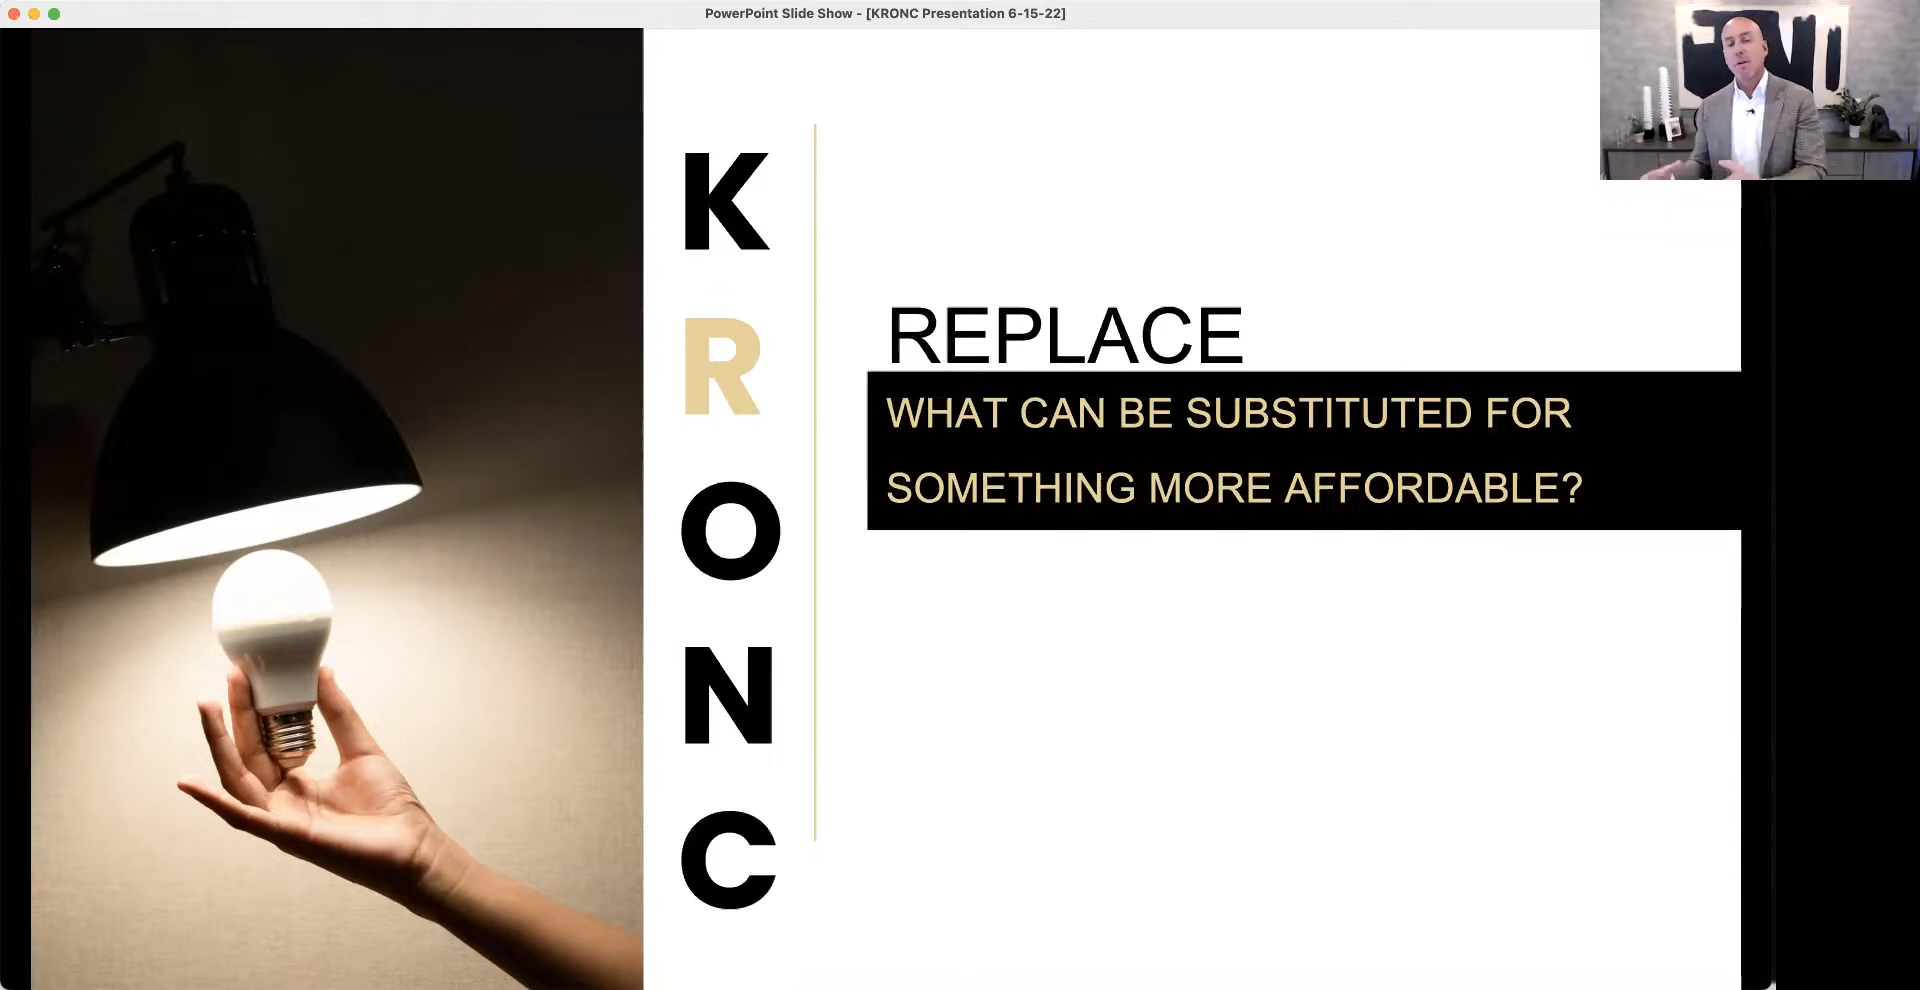 PowerPoint Slide Show - [KRONC Presentation 6-15-22]
K
R
O
N
C
REPLACE
WHAT CAN BE SUBSTITUTED FOR
SOMETHING MORE AFFORDABLE?